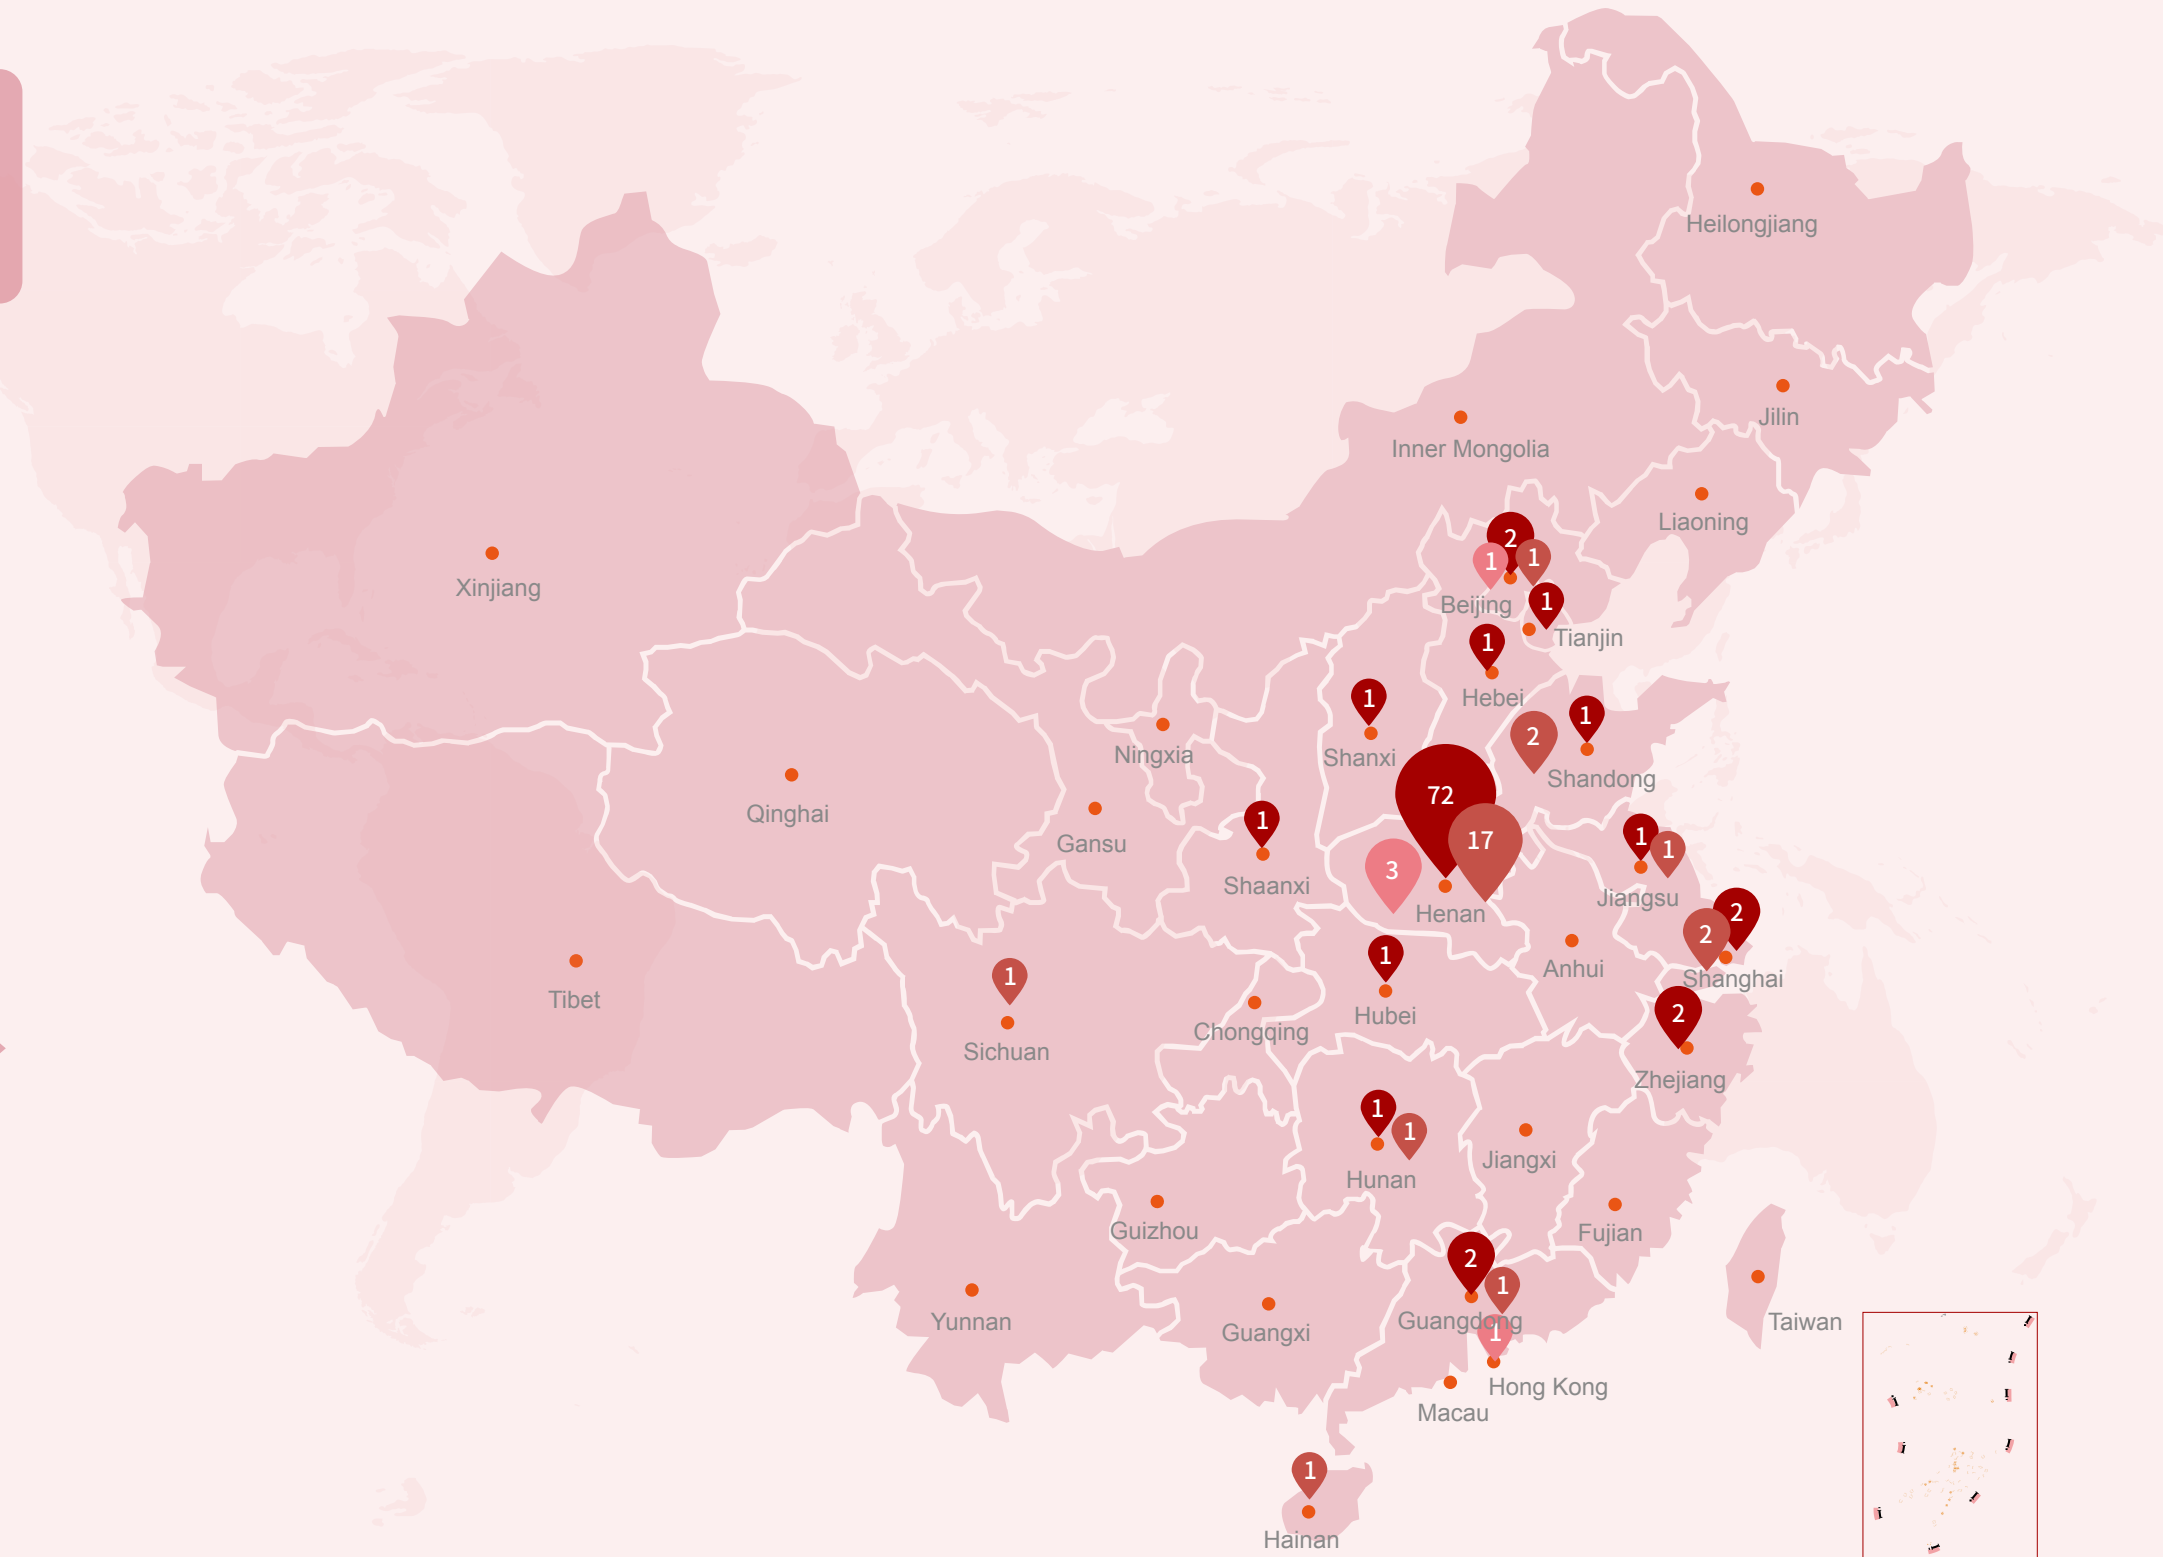 Heilongjiang
Jilin
Inner Mongolia
Liaoning
2
1
1
Xinjiang
Beijing
1
Tianjin
1
Hebei
1
Shanxi
1
2
Shandong
Ningxia
72
Qinghai
Gansu
1
Shaanxi
17
3
Henan
1
1
Jiangsu
2
2
Shanghai
Anhui
1
Hubei
Tibet
1
Sichuan
Chongqing
2
Zhejiang
1
1
Hunan
Jiangxi
Guizhou
Fujian
2
1
Guangdong
1
Yunnan
Guangxi
Taiwan
Hong Kong
Macau
1
Hainan